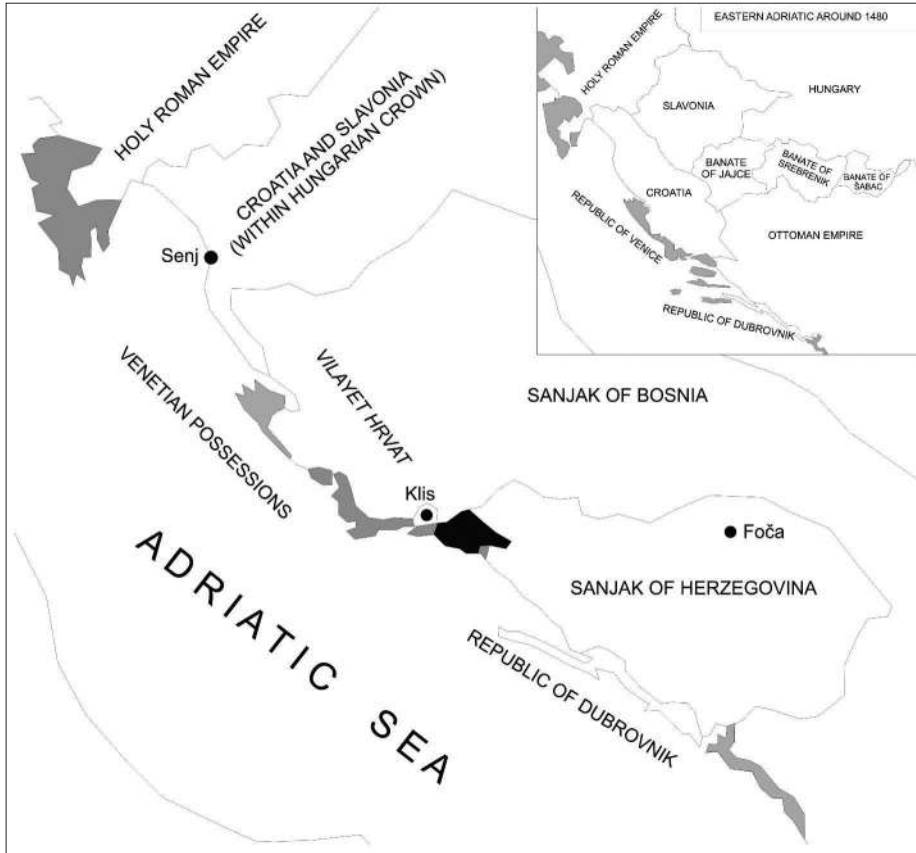 HOLY ROMAN EMPIRE
CROATIA AND SLAVONIA
(WITHIN HUNGARIAN CROWN)
Senj
VENETIAN POSSESSIONS
VILAYET HRVAT
Klis
SANJAK OF BOSNIA
Foča
SANJAK OF HERZEGOVINA
REPUBLIC OF DUBROVNIK
ADRIATIC SEA
EASTERN ADRIATIC AROUND 1480
HOLY ROMAN EMPIRE
SLAVONIA
HUNGARY
BANATE
OF JAJCE
BANATE OF
SREBRENIK
BANATE OF
ŠABAC
CROATIA
REPUBLIC OF VENICE
OTTOMAN EMPIRE
REPUBLIC OF DUBROVNIK